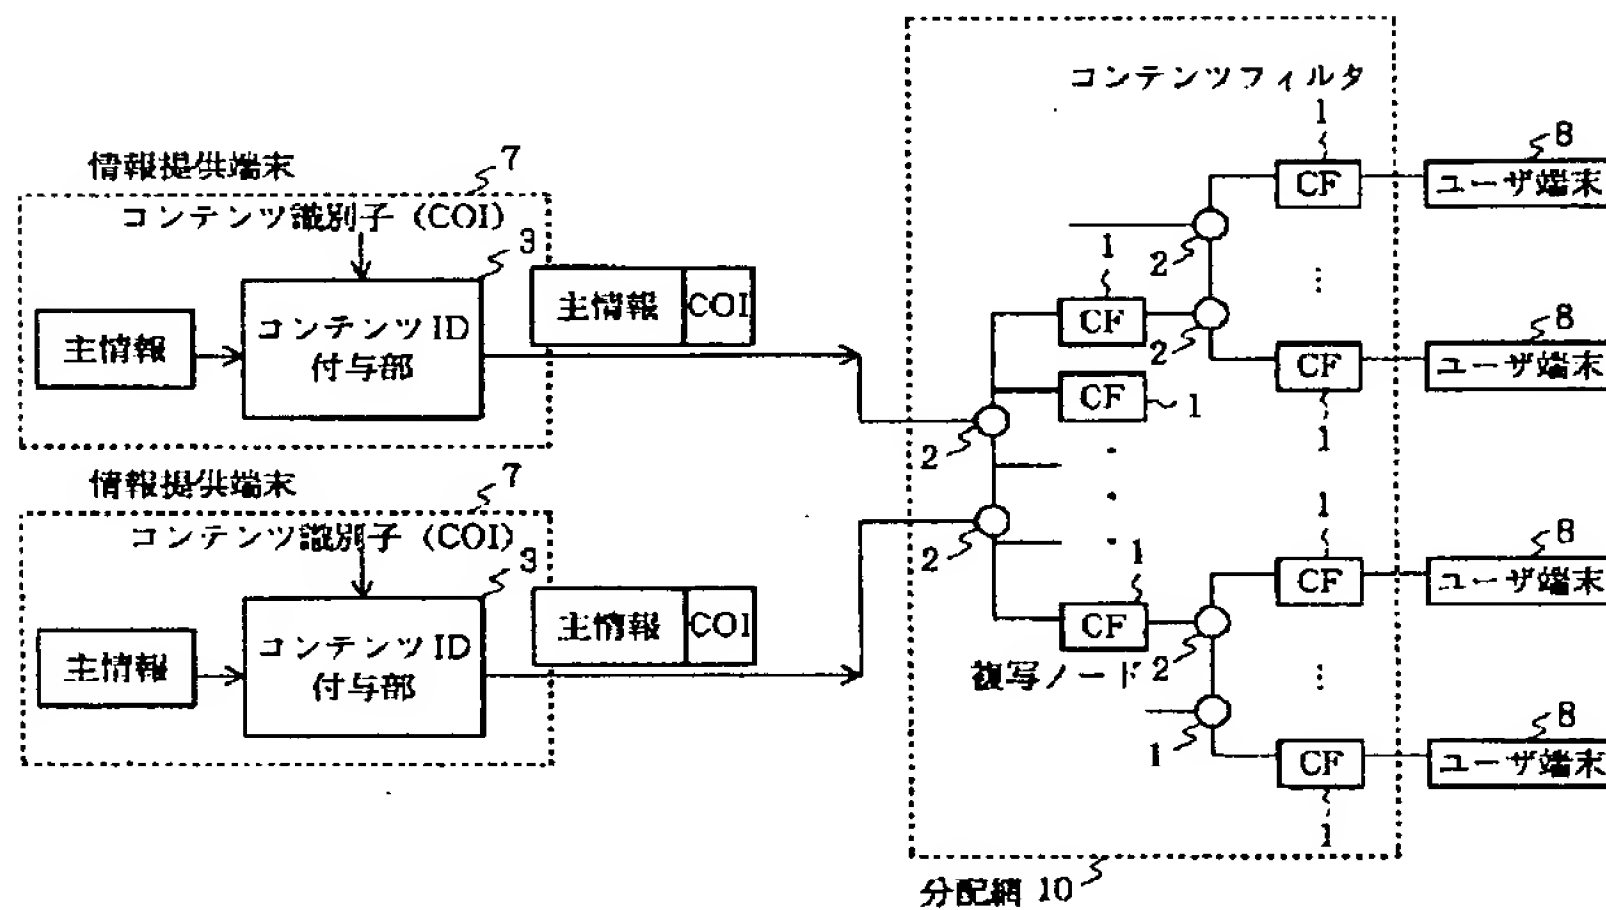 情報提供端末 7
コンテンツ識別子 (COI)
3
主情報
コンテンツ ID
付与部
主情報 COI
情報提供端末 7
コンテンツ識別子 (COI)
3
主情報
コンテンツ ID
付与部
主情報 COI
コンテンツフィルタ
1
CF
8
ユーザ端末
2
1
CF
2
8
CF
ユーザ端末
1
CF
1
2
2
1
CF
8
ユーザ端末
1
CF
複写ノード 2
1
8
CF
ユーザ端末
1
分配網 10